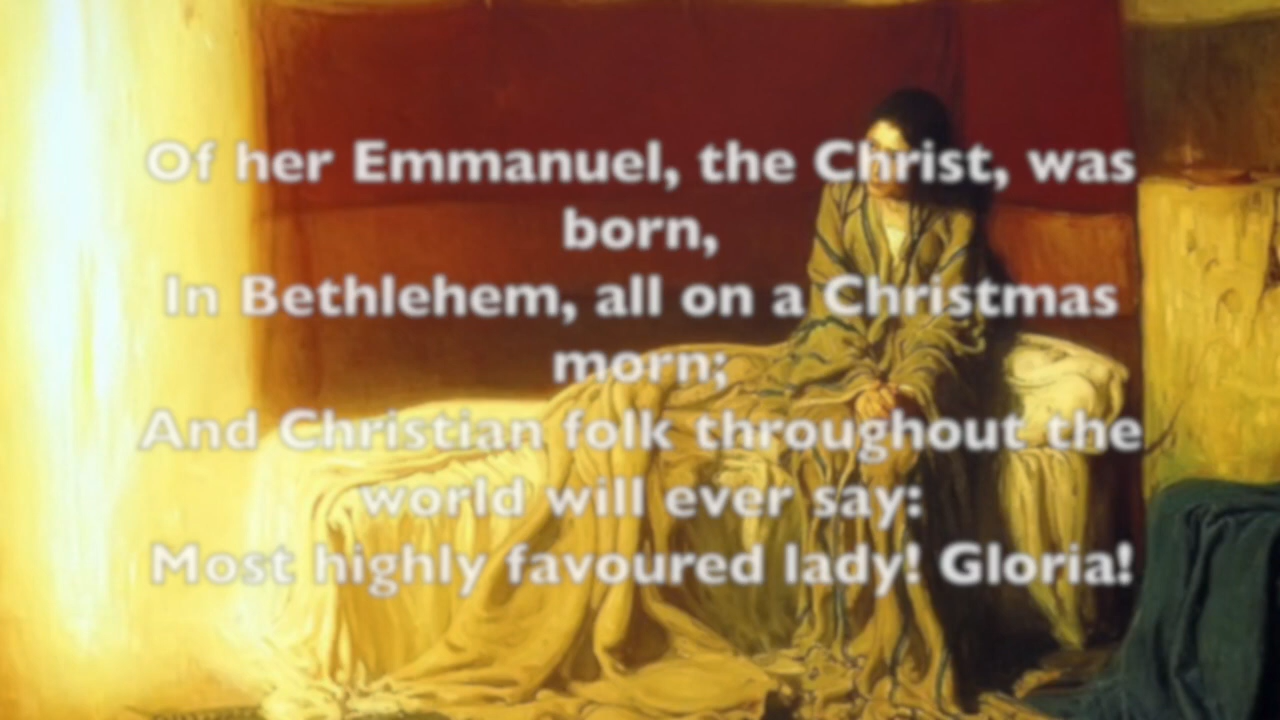 Of her Emmanuel, the Christ, was
born,
In Bethlehem, all on a Christmas
morn;
And Christian folk throughout the
world will ever say:
Most highly favoured lady! Gloria!